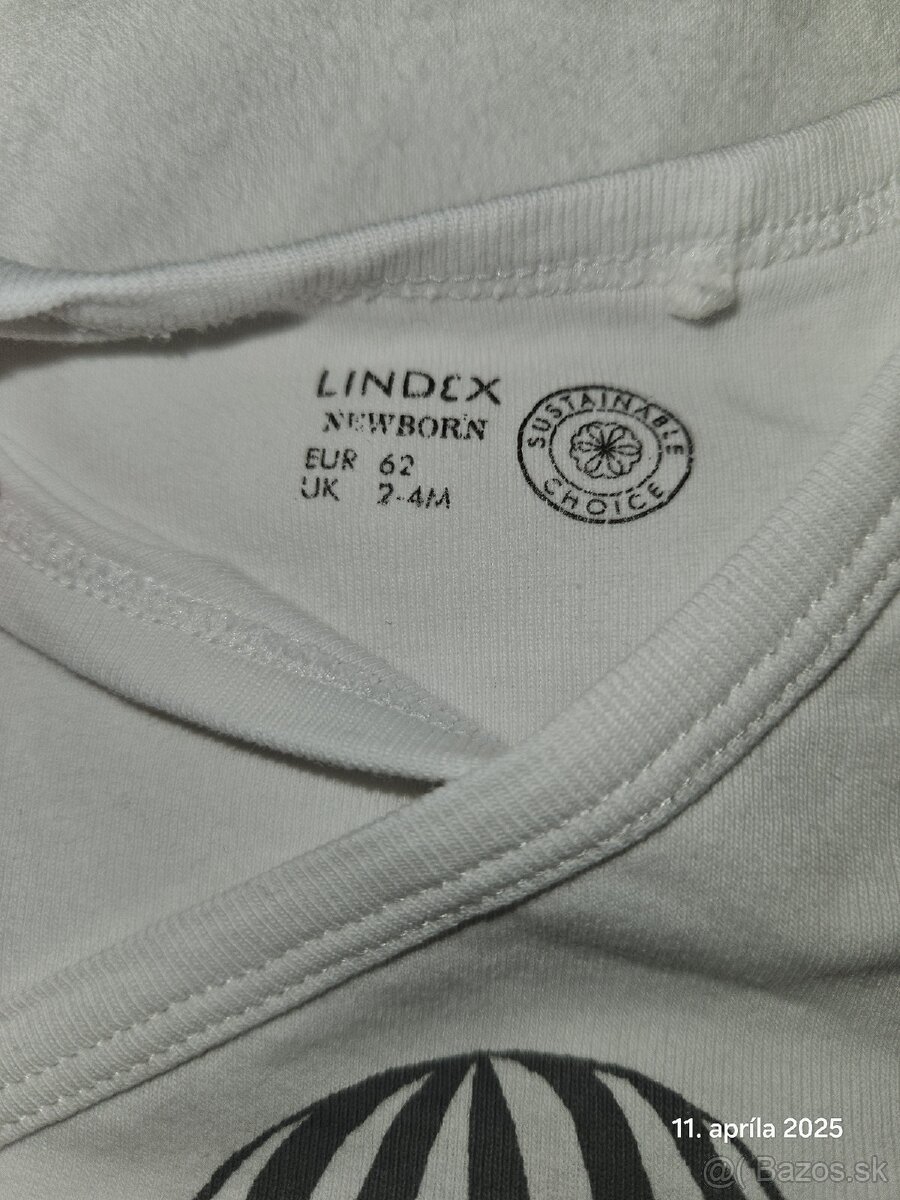 LINDEX
NEWBORN
EUR 62
UK 2-4M
SUSTAINABLE
CHOICE
11. apríla 2025
@( Bazos.sk